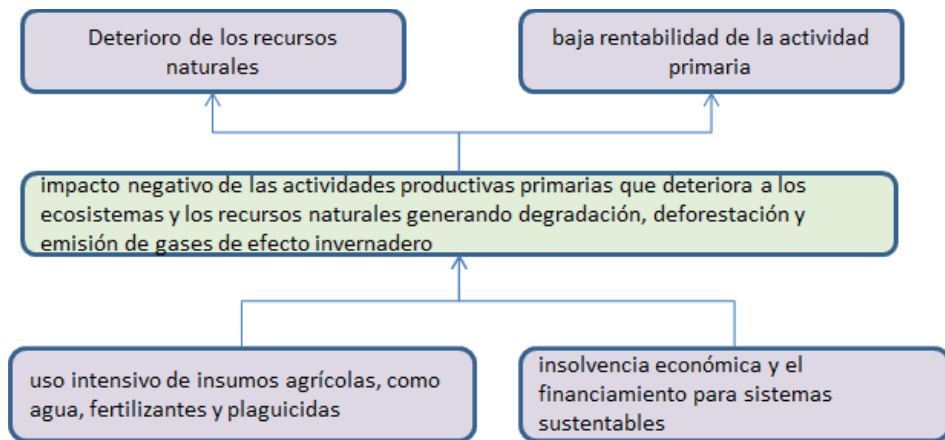 Deterioro de los recursos
naturales
baja rentabilidad de la actividad
primaria
impacto negativo de las actividades productivas primarias que deteriora a los
ecosistemas y los recursos naturales generando degradación, deforestación y
emisión de gases de efecto invernadero
uso intensivo de insumos agrícolas, como
agua, fertilizantes y plaguicidas
insolvencia económica y el
financiamiento para sistemas
sustentables